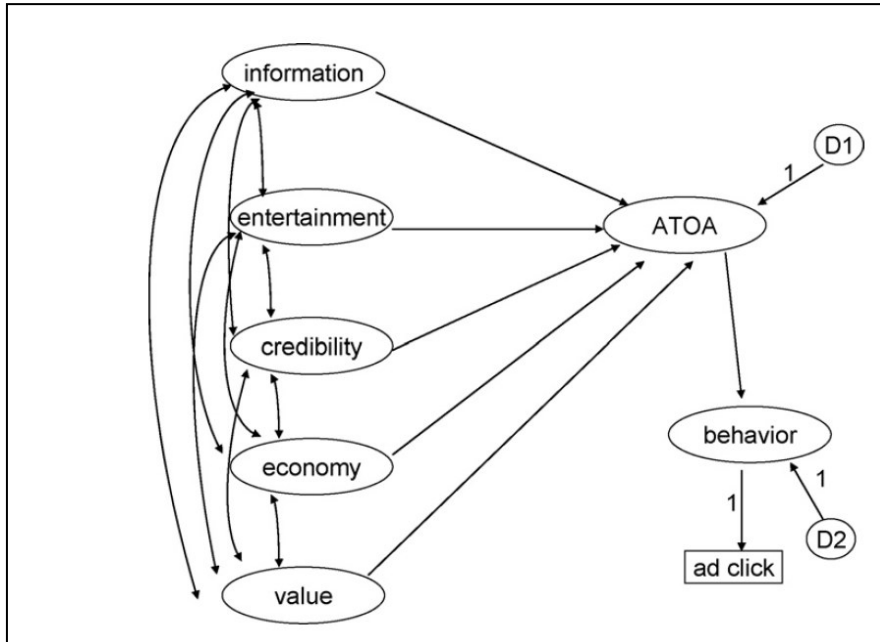 information
D1
1
entertainment
ATOA
credibility
behavior
economy
1
1
D2
ad click
value